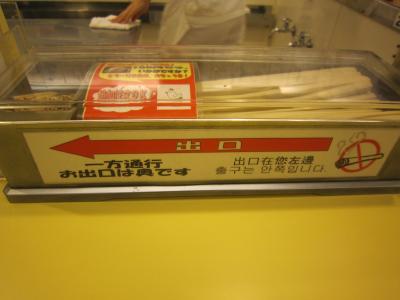 出口
一方通行
お出口は奥です
出口在您左邊
출구는 안쪽입니다.